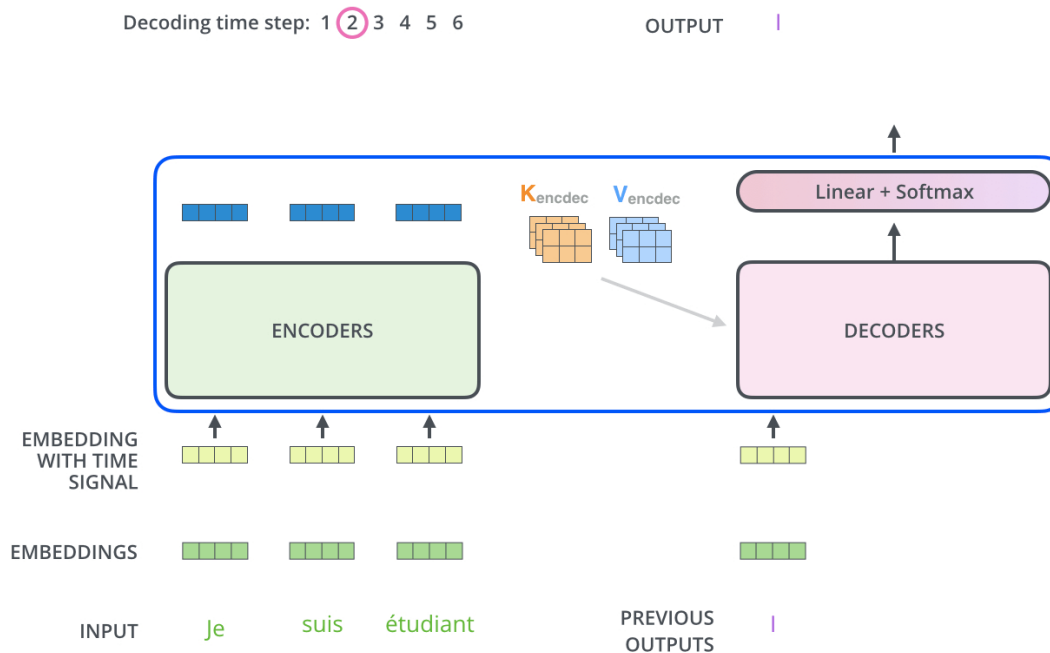 Decoding time step: 1 2 3 4 5 6
OUTPUT I
Kencdec Vencdec
Linear + Softmax
ENCODERS
DECODERS
EMBEDDING
WITH TIME
SIGNAL
EMBEDDINGS
INPUT Je suis étudiant
PREVIOUS
OUTPUTS
I